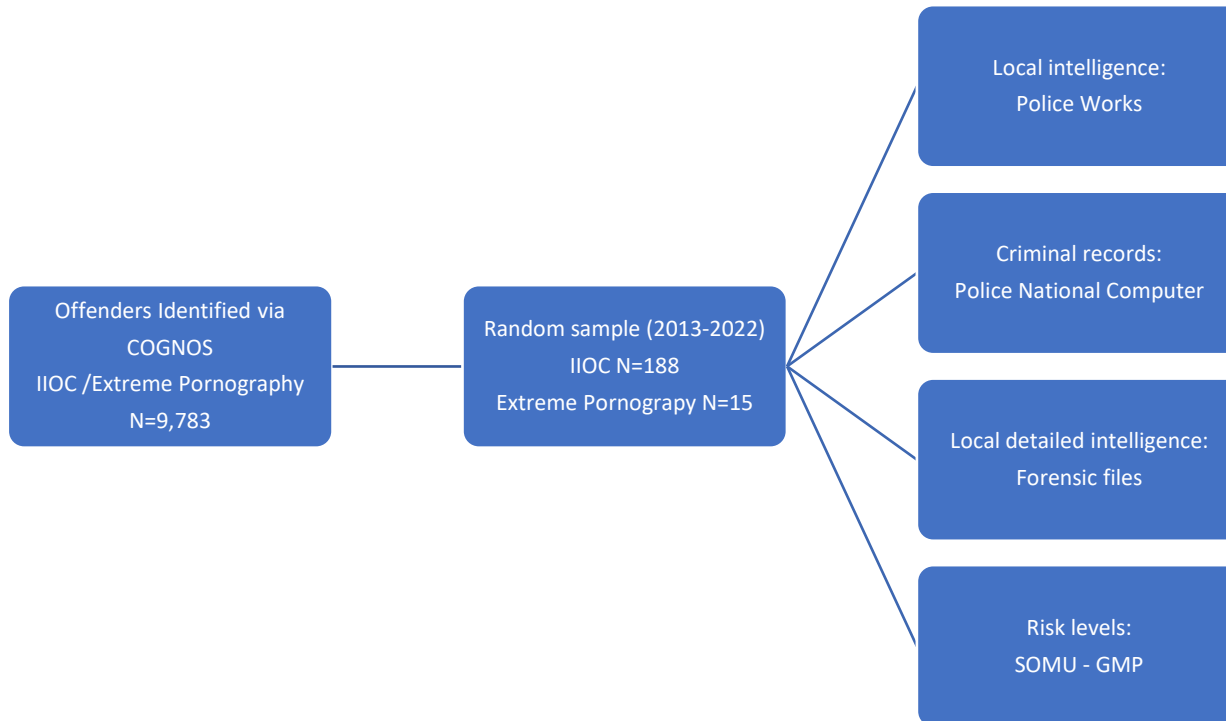 Offenders Identified via
COGNOS
IIOC /Extreme Pornography
N=9,783
Random sample (2013-2022)
IIOC N=188
Extreme Pornograpy N=15
Local intelligence:
Police Works
Criminal records:
Police National Computer
Local detailed intelligence:
Forensic files
Risk levels:
SOMU - GMP